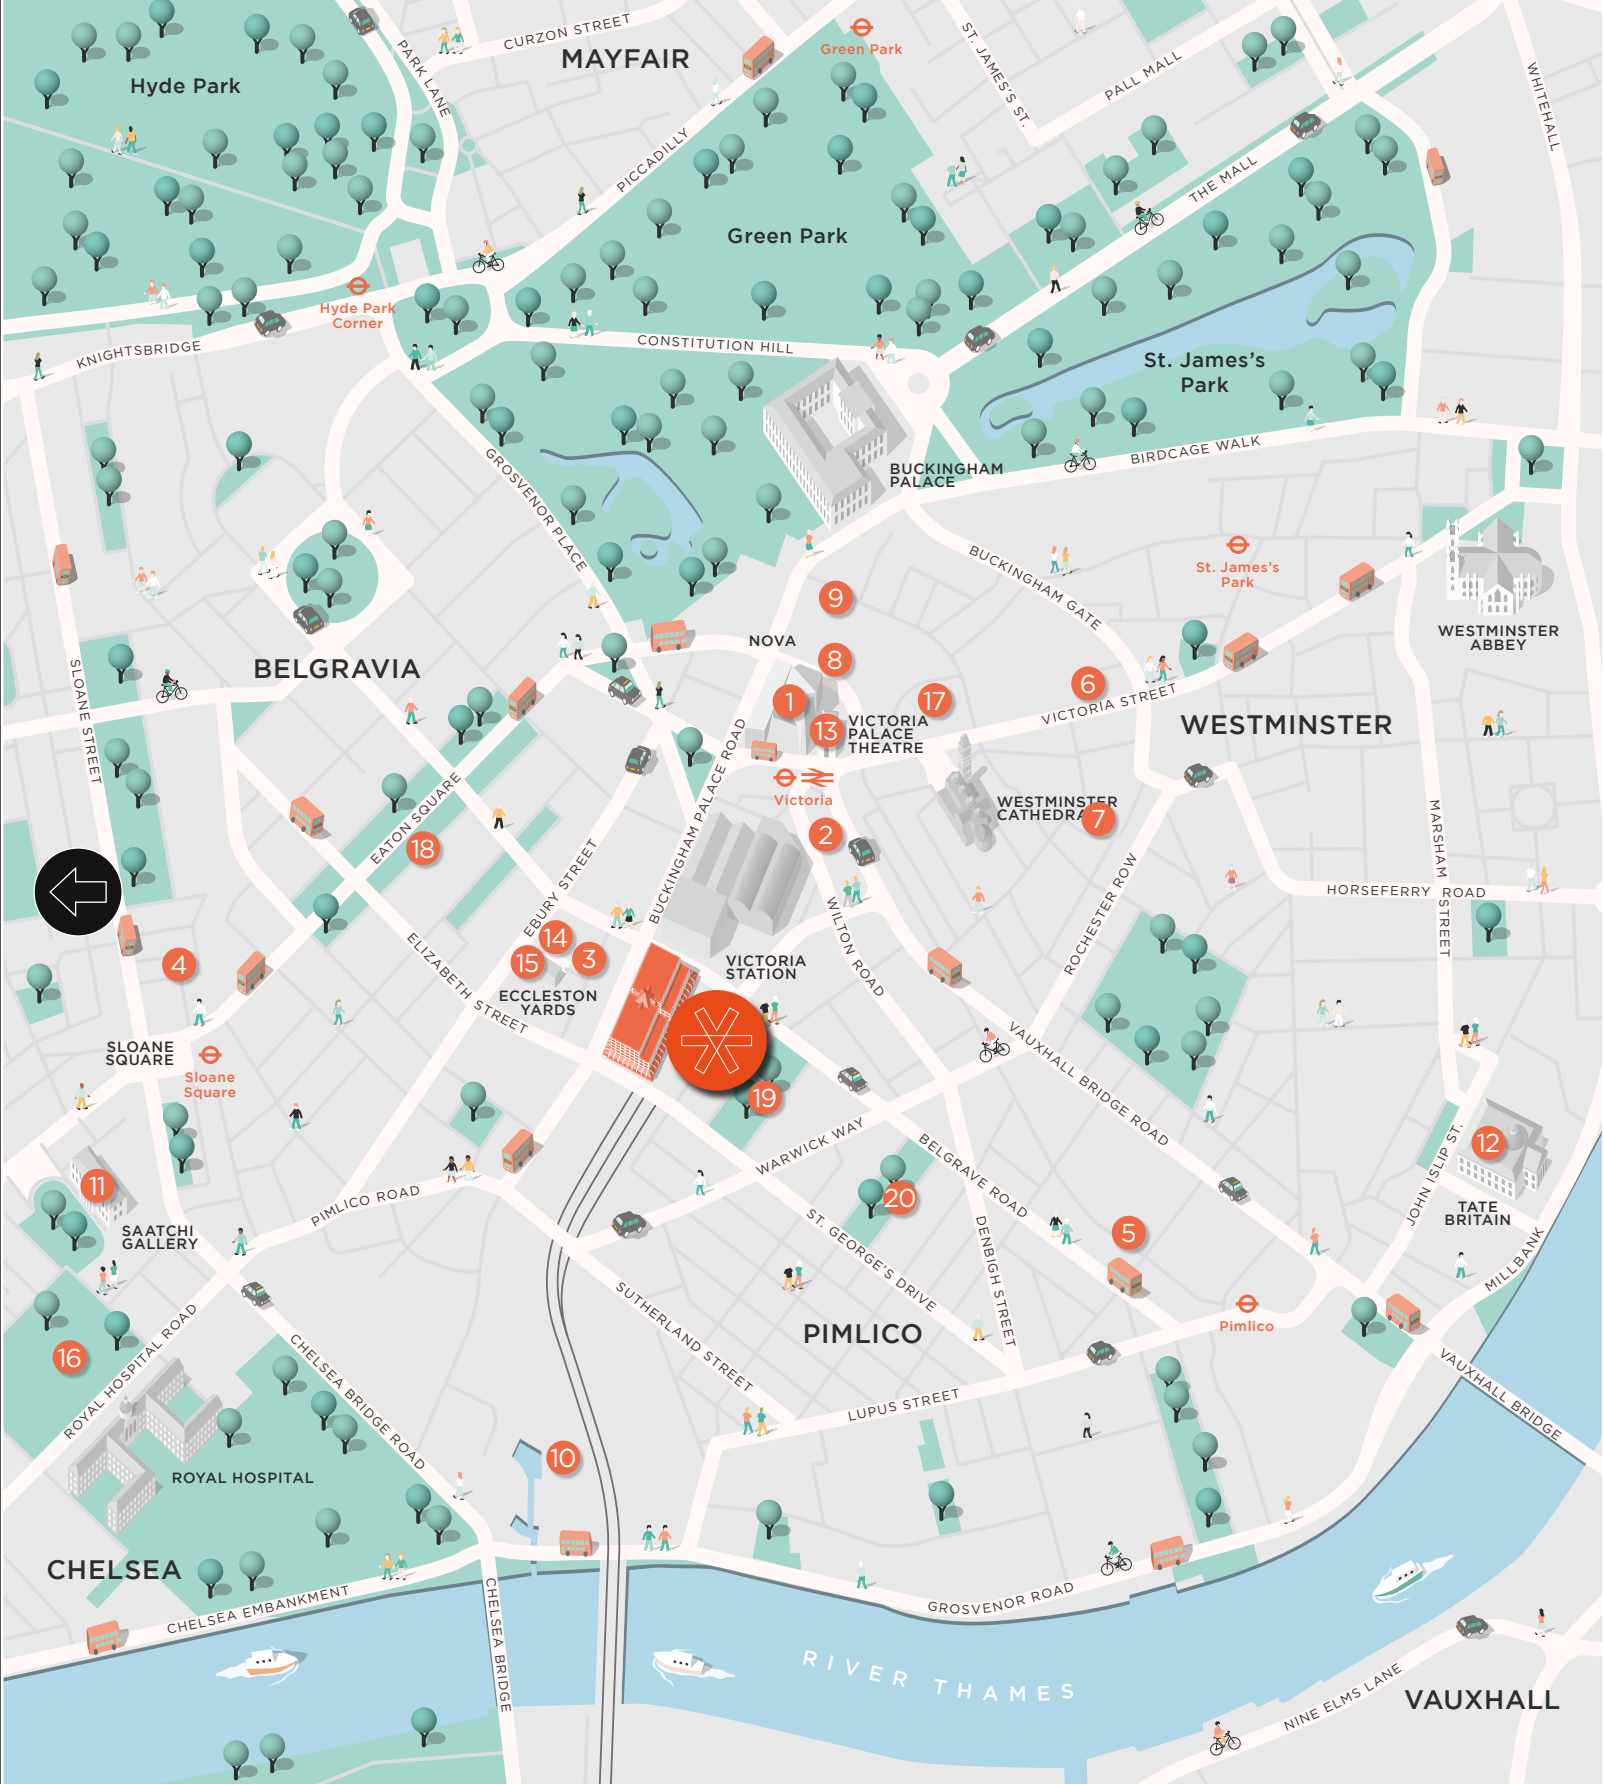 CURZON STREET
MAYFAIR
Green Park
ST. JAMES'S ST.
PALL MALL
WHITEHALL
Hyde Park
PARK LANE
PICCADILLY
THE MALL
Green Park
Hyde Park
Corner
KNIGHTSBRIDGE
CONSTITUTION HILL
St. James's
Park
BIRDCAGE WALK
BUCKINGHAM
PALACE
GROSVENOR PLACE
BUCKINGHAM GATE
St. James's
Park
WESTMINSTER
ABBEY
9
NOVA
8
BELGRAVIA
SLOANE STREET
6
VICTORIA STREET
17
1
13
VICTORIA
PALACE
THEATRE
WESTMINSTER
Victoria
BUCKINGHAM PALACE ROAD
WESTMINSTER
CATHEDRA
7
2
EATON SQUARE
18
MARSHAM STREET
HORSEFERRY ROAD
EBURY STREET
ROCHESTER ROW
WILTON ROAD
4
14
15
3
ECCLESTON
YARDS
ELIZABETH STREET
VICTORIA
STATION
SLOANE
SQUARE
Sloane
Square
VAUXHALL BRIDGE ROAD
19
WARWICK WAY
BELGRAVE ROAD
JOHN ISLIP ST.
12
TATE
BRITAIN
11
SAATCHI
GALLERY
PIMLICO ROAD
20
ST. GEORGE'S DRIVE
DENBIGH STREET
5
MILLBANK
Pimlico
PIMLICO
SUTHERLAND STREET
16
ROYAL HOSPITAL ROAD
CHELSEA BRIDGE ROAD
LUPUS STREET
VAUXHALL BRIDGE
ROYAL HOSPITAL
10
CHELSEA
CHELSEA EMBANKMENT
CHELSEA BRIDGE
GROSVENOR ROAD
RIVER THAMES
NINE ELMS LANE
VAUXHALL